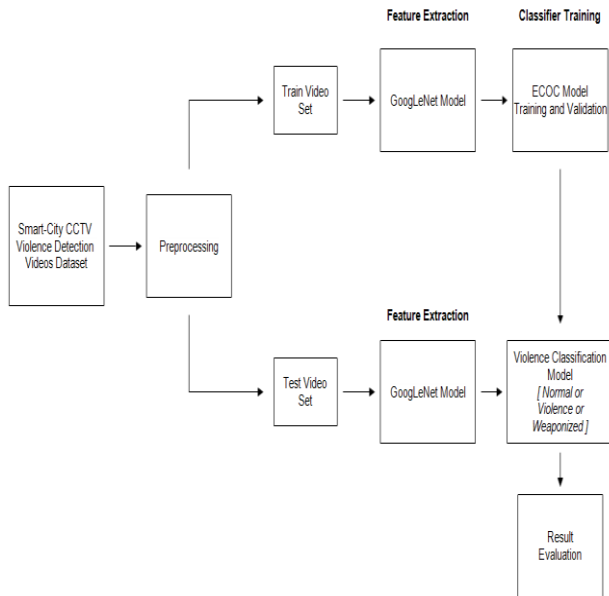 Feature Extraction
Classifier Training
Train Video
Set
GoogLeNet Model
ECOC Model
Training and Validation
Smart-City CCTV
Violence Detection
Videos Dataset
Preprocessing
Feature Extraction
Test Video
Set
GoogLeNet Model
Violence Classification
Model
[ Normal or
Violence or
Weaponized ]
Result
Evaluation